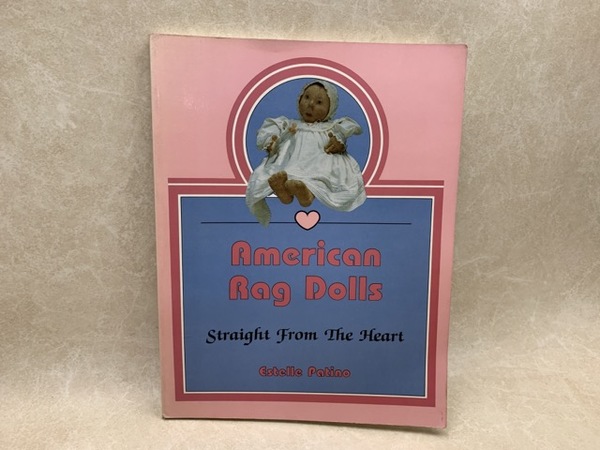 American
Rag Dolls
Straight From The Heart
Estelle Patino